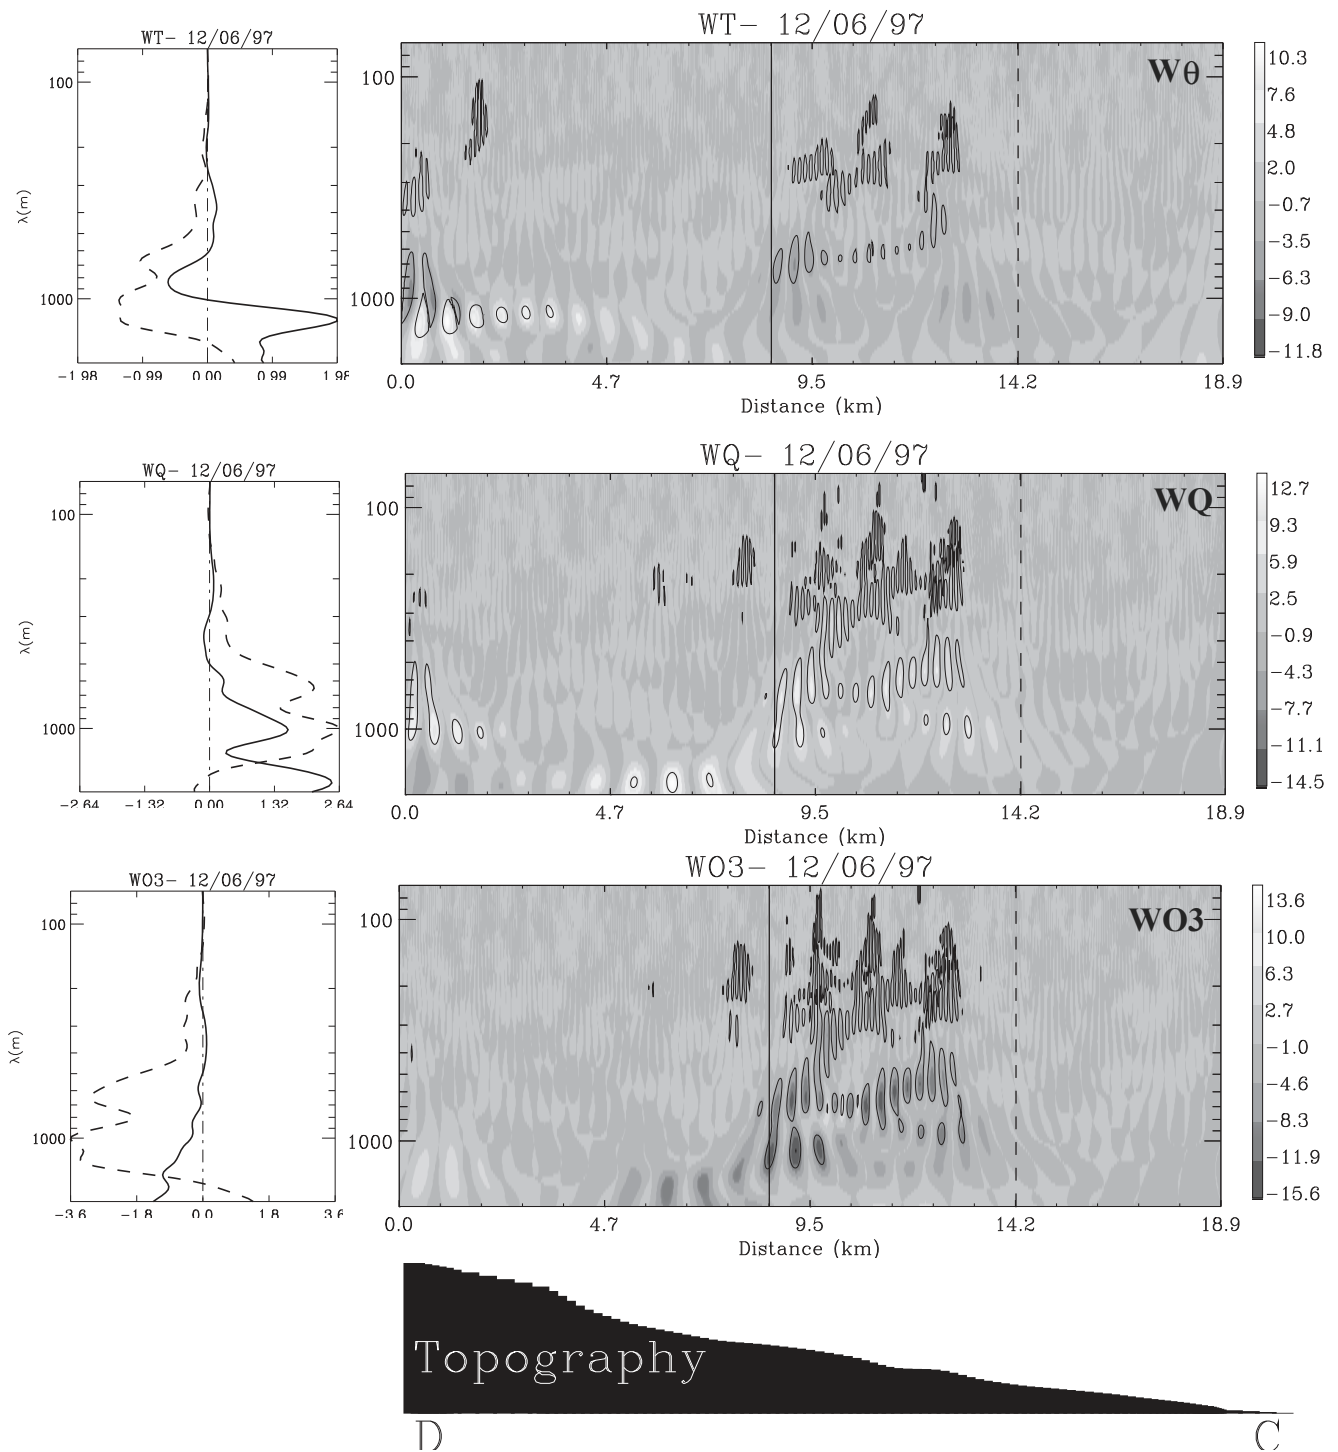 WT- 12/06/97
100
1000
λ(m)
-1.98 -0.99 0.00 0.99 1.98
WT- 12/06/97
Wθ
100
1000
0.0 4.7 9.5 14.2 18.9
Distance (km)
10.3
7.6
4.8
2.0
-0.7
-3.5
-6.3
-9.0
-11.8
WQ- 12/06/97
100
1000
λ(m)
-2.64 -1.32 0.00 1.32 2.64
WQ- 12/06/97
WQ
100
1000
0.0 4.7 9.5 14.2 18.9
Distance (km)
12.7
9.3
5.9
2.5
-0.9
-4.3
-7.7
-11.1
-14.5
WO3- 12/06/97
100
1000
λ(m)
-3.6 -1.8 0.0 1.8 3.6
WO3- 12/06/97
WO3
100
1000
0.0 4.7 9.5 14.2 18.9
Distance (km)
13.6
10.0
6.3
2.7
-1.0
-4.6
-8.3
-11.9
-15.6
Topography
D C